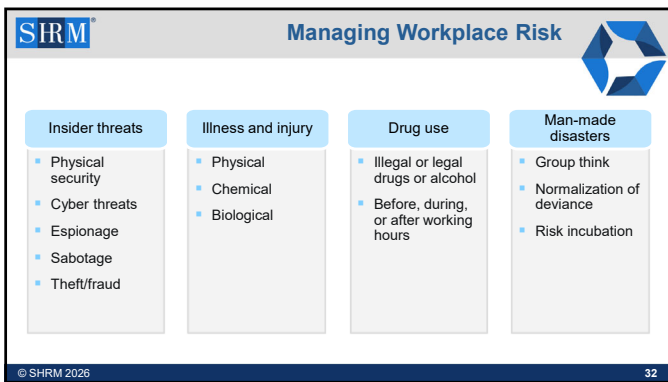 SHRM®
Managing Workplace Risk
Insider threats
Physical
security
Cyber threats
Espionage
Sabotage
Theft/fraud
Illness and injury
Physical
Chemical
Biological
Drug use
Illegal or legal
drugs or alcohol
Before, during,
or after working
hours
Man-made
disasters
Group think
Normalization of
deviance
Risk incubation
© SHRM 2026
32